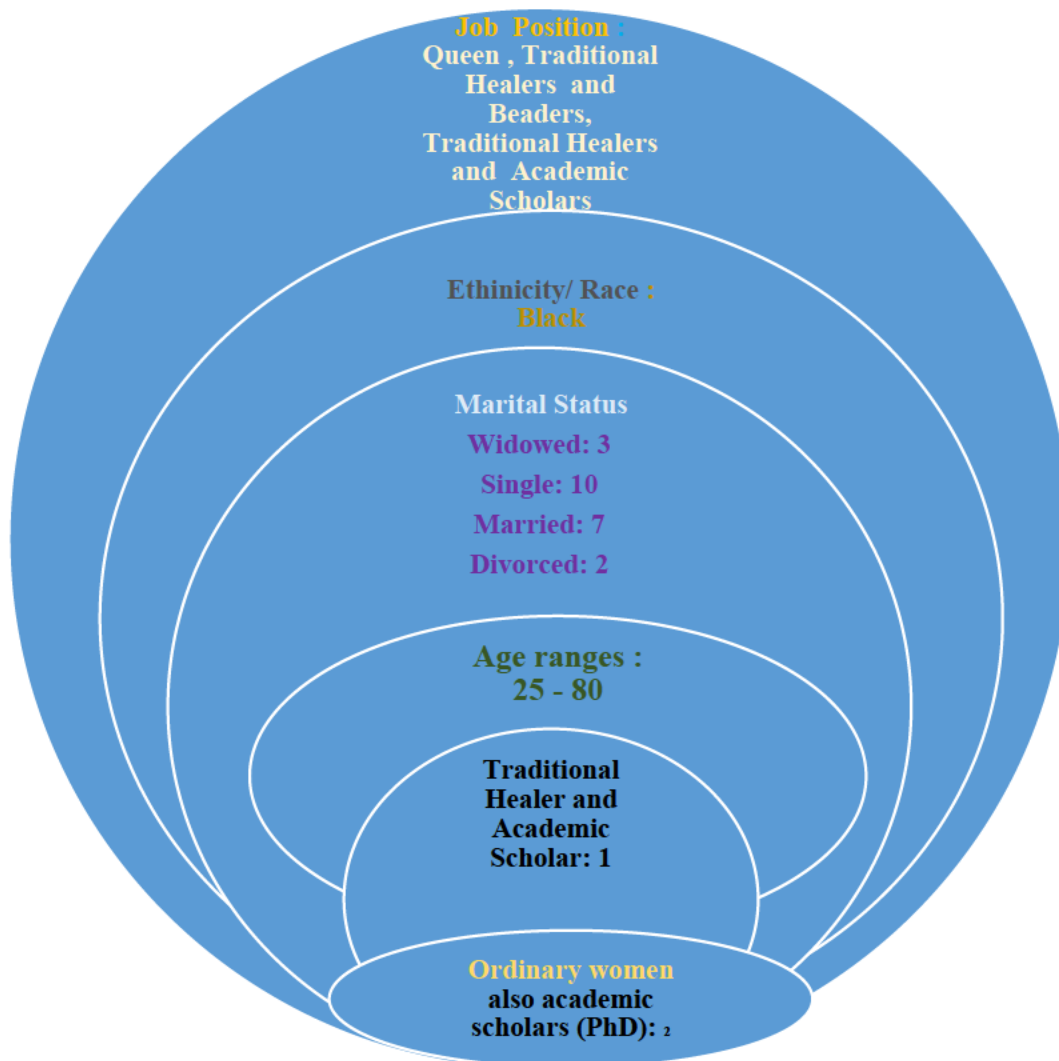 Job Position :
Queen , Traditional
Healers and
Beaders,
Traditional Healers
and Academic
Scholars
Ethinicity/ Race :
Black
Marital Status
Widowed: 3
Single: 10
Married: 7
Divorced: 2
Age ranges :
25 - 80
Traditional
Healer and
Academic
Scholar: 1
Ordinary women
also academic
scholars (PhD): 2